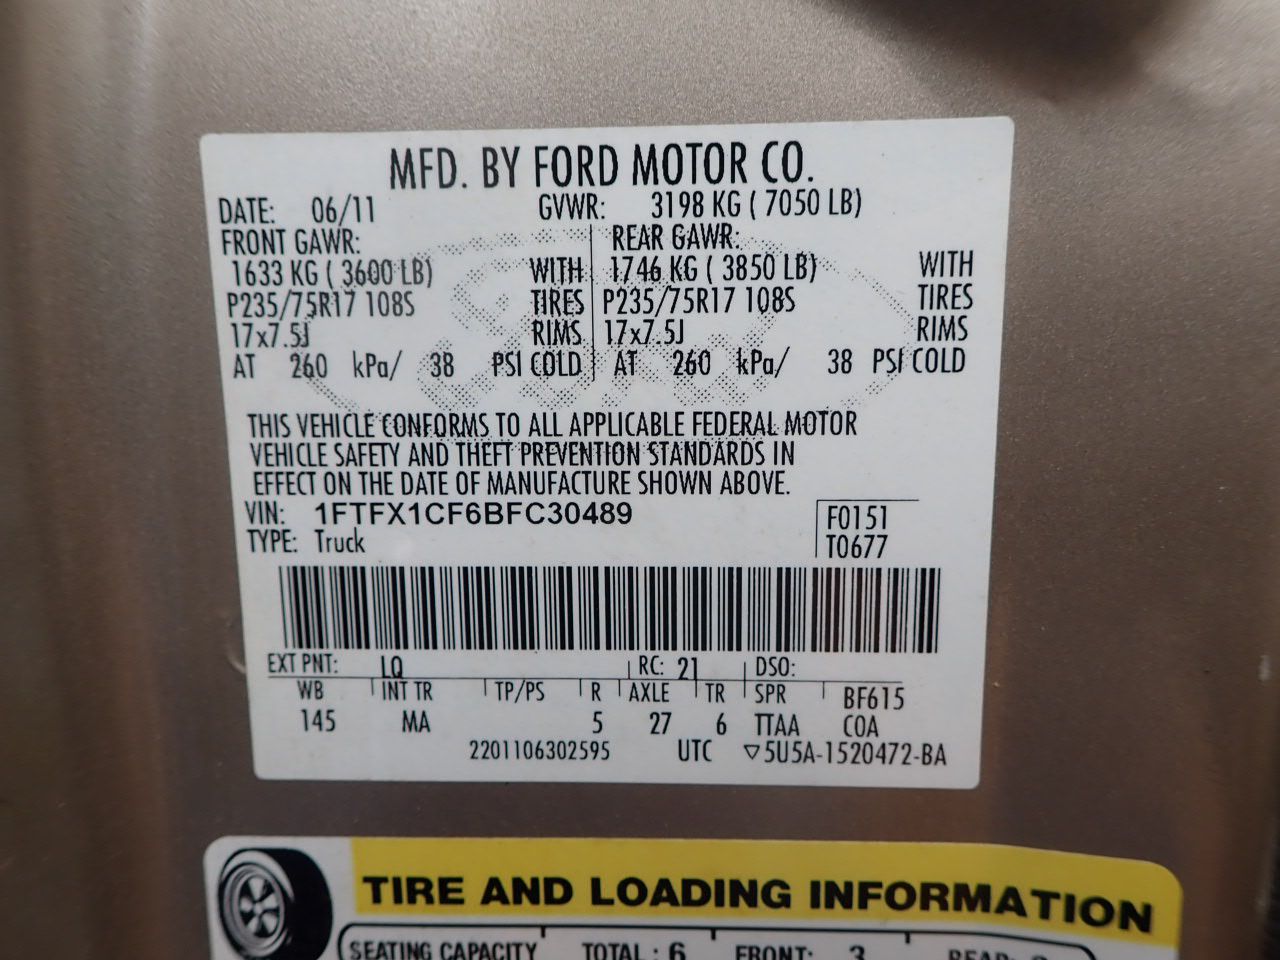 MFD. BY FORD MOTOR CO.
DATE: 06/11 GVWR: 3198 KG ( 7050 LB)
FRONT GAWR: REAR GAWR:
1633 KG ( 3600 LB) WITH 1746 KG ( 3850 LB) WITH
P235/75R17 108S TIRES P235/75R17 108S TIRES
17x7.5J RIMS 17x7.5J RIMS
AT 260 kPa/ 38 PSI COLD AT 260 kPa/ 38 PSI COLD
THIS VEHICLE CONFORMS TO ALL APPLICABLE FEDERAL MOTOR
VEHICLE SAFETY AND THEFT PREVENTION STANDARDS IN
EFFECT ON THE DATE OF MANUFACTURE SHOWN ABOVE.
VIN: 1FTFX1CF6BFC30489 F0151
TYPE: Truck T0677
EXT PNT: LQ RC: 21 DSO:
WB INT TR TP/PS R AXLE TR SPR BF615
145 MA 5 27 6 TTAA COA
2201106302595 UTC ▽5U5A-1520472-BA
TIRE AND LOADING INFORMATION
SEATING CAPACITY TOTAL : 6 FRONT: 3 REAR: